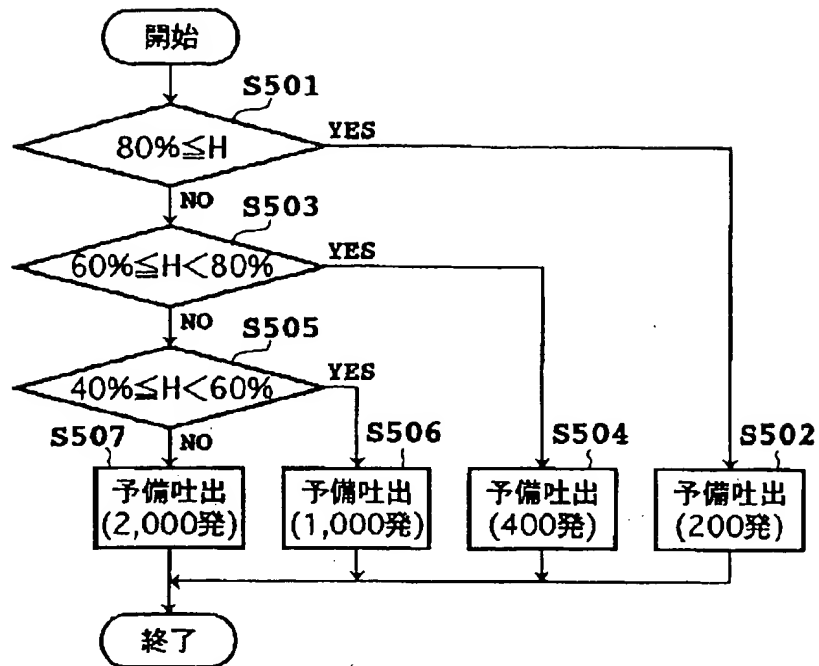 開始
S501
80%≦H
YES
NO
S503
60%≦H<80%
YES
NO
S505
40%≦H<60%
YES
NO
S507
S506
S504
S502
予備吐出
(2,000発)
予備吐出
(1,000発)
予備吐出
(400発)
予備吐出
(200発)
終了